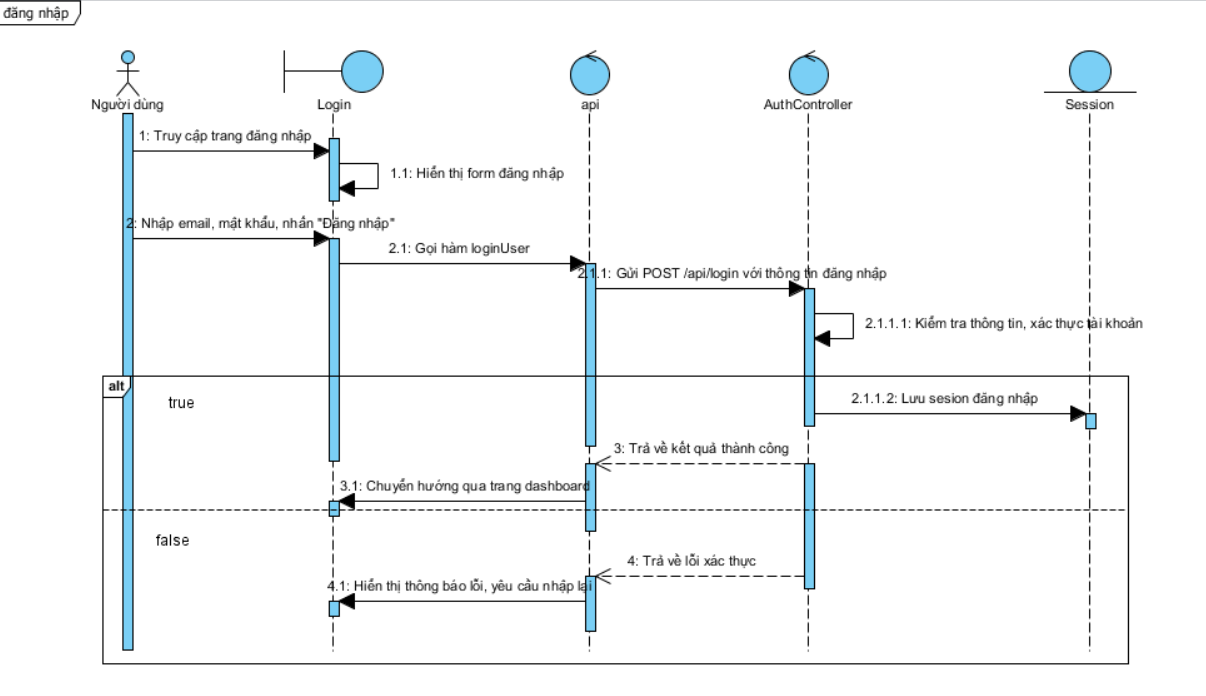 đăng nhập
Người dùng
Login
api
AuthController
Session
1: Truy cập trang đăng nhập
1.1: Hiển thị form đăng nhập
2: Nhập email, mật khẩu, nhấn "Đăng nhập"
2.1: Gọi hàm loginUser
2.1.1: Gửi POST /api/login với thông tin đăng nhập
2.1.1.1: Kiểm tra thông tin, xác thực tài khoản
alt
true
2.1.1.2: Lưu sesion đăng nhập
3: Trả về kết quả thành công
3.1: Chuyển hướng qua trang dashboard
false
4: Trả về lỗi xác thực
4.1: Hiển thị thông báo lỗi, yêu cầu nhập lại